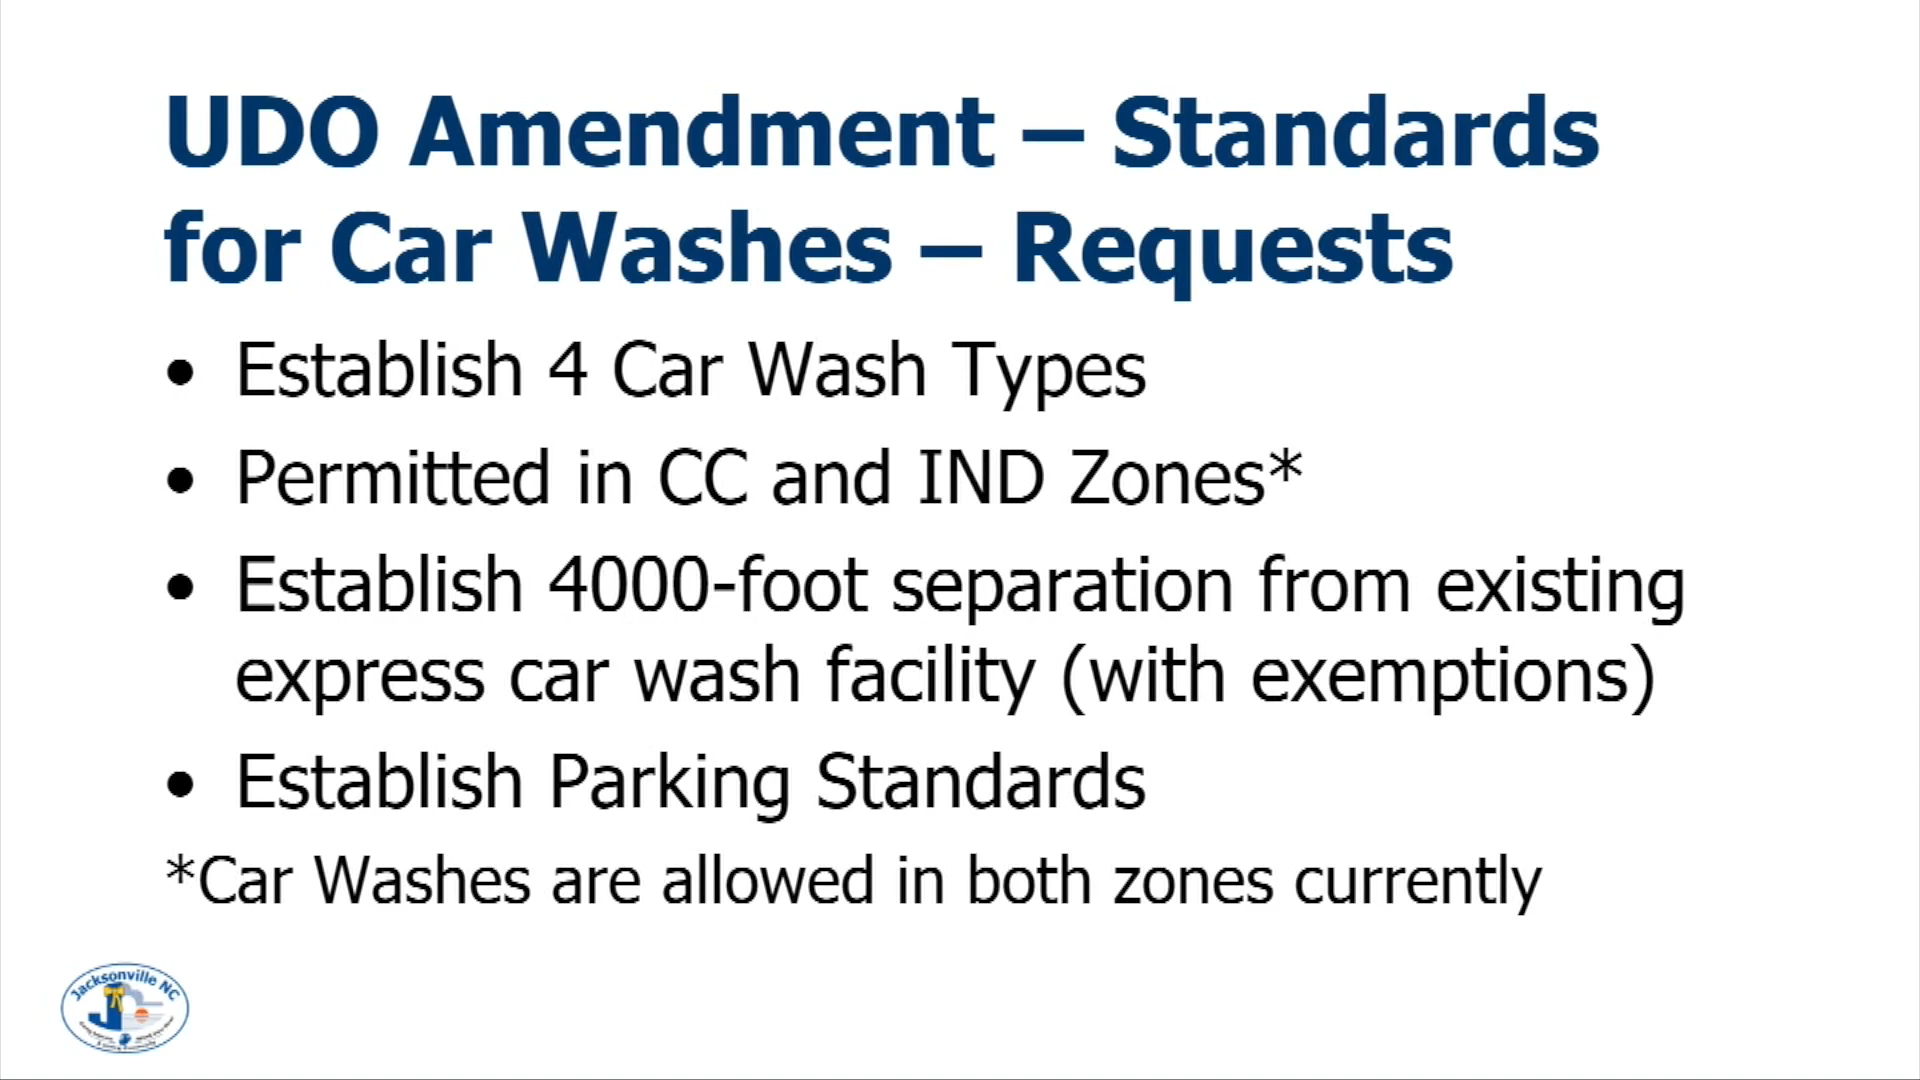 UDO Amendment – Standards
for Car Washes – Requests
• Establish 4 Car Wash Types
• Permitted in CC and IND Zones*
• Establish 4000-foot separation from existing
express car wash facility (with exemptions)
• Establish Parking Standards
*Car Washes are allowed in both zones currently
Jacksonville NC